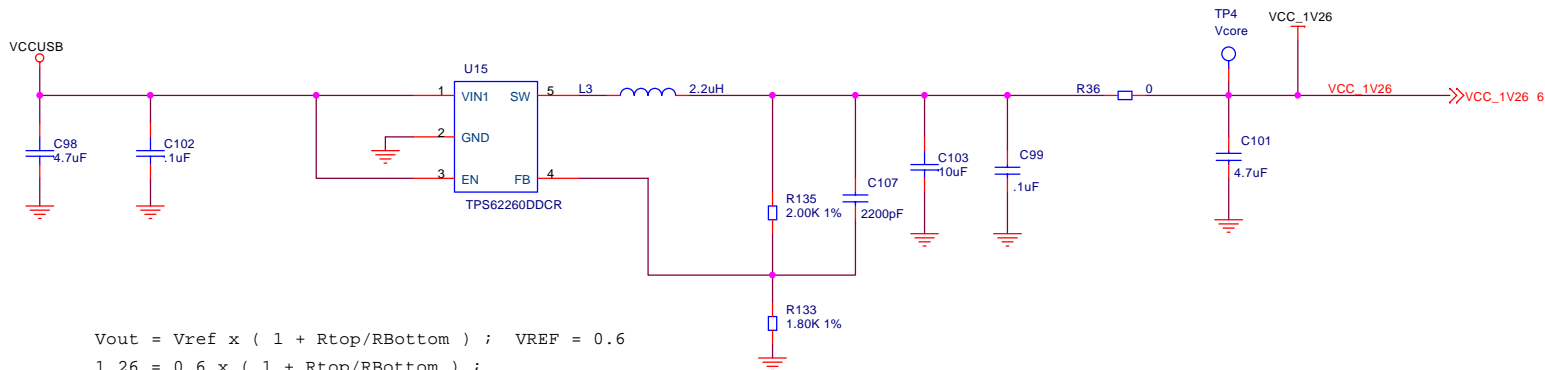 TP4
Vcore
VCC_1V26
VCCUSB
U15
1 VIN1 SW 5
L3 2.2uH
R36 0
VCC_1V26
VCC_1V26 6
2 GND
3 EN FB 4
TPS62260DDCR
C98
4.7uF
C102
.1uF
R135
2.00K 1%
C107
2200pF
C103
10uF
C99
.1uF
C101
4.7uF
R133
1.80K 1%
Vout = Vref x ( 1 + Rtop/RBottom ) ; VREF = 0.6
1.26 = 0.6 x ( 1 + Rtop/RBottom ) ;